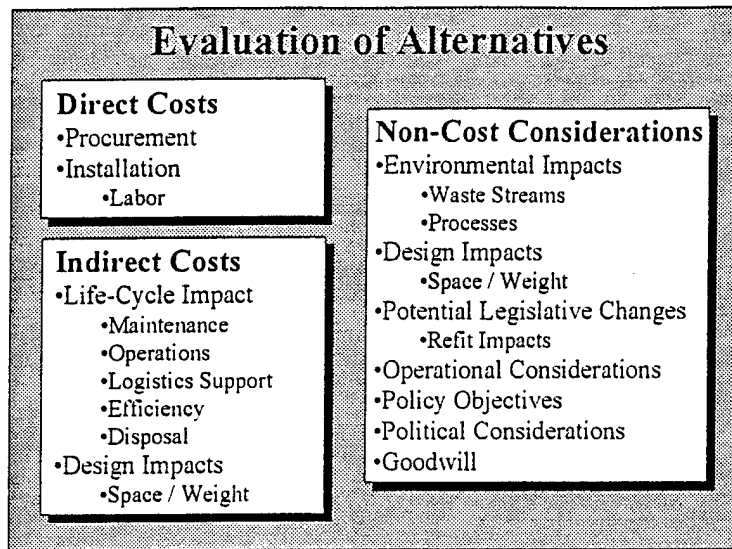 Evaluation of Alternatives
Direct Costs
•Procurement
•Installation
•Labor
Indirect Costs
•Life-Cycle Impact
•Maintenance
•Operations
•Logistics Support
•Efficiency
•Disposal
•Design Impacts
•Space / Weight
Non-Cost Considerations
•Environmental Impacts
•Waste Streams
•Processes
•Design Impacts
•Space / Weight
•Potential Legislative Changes
•Refit Impacts
•Operational Considerations
•Policy Objectives
•Political Considerations
•Goodwill